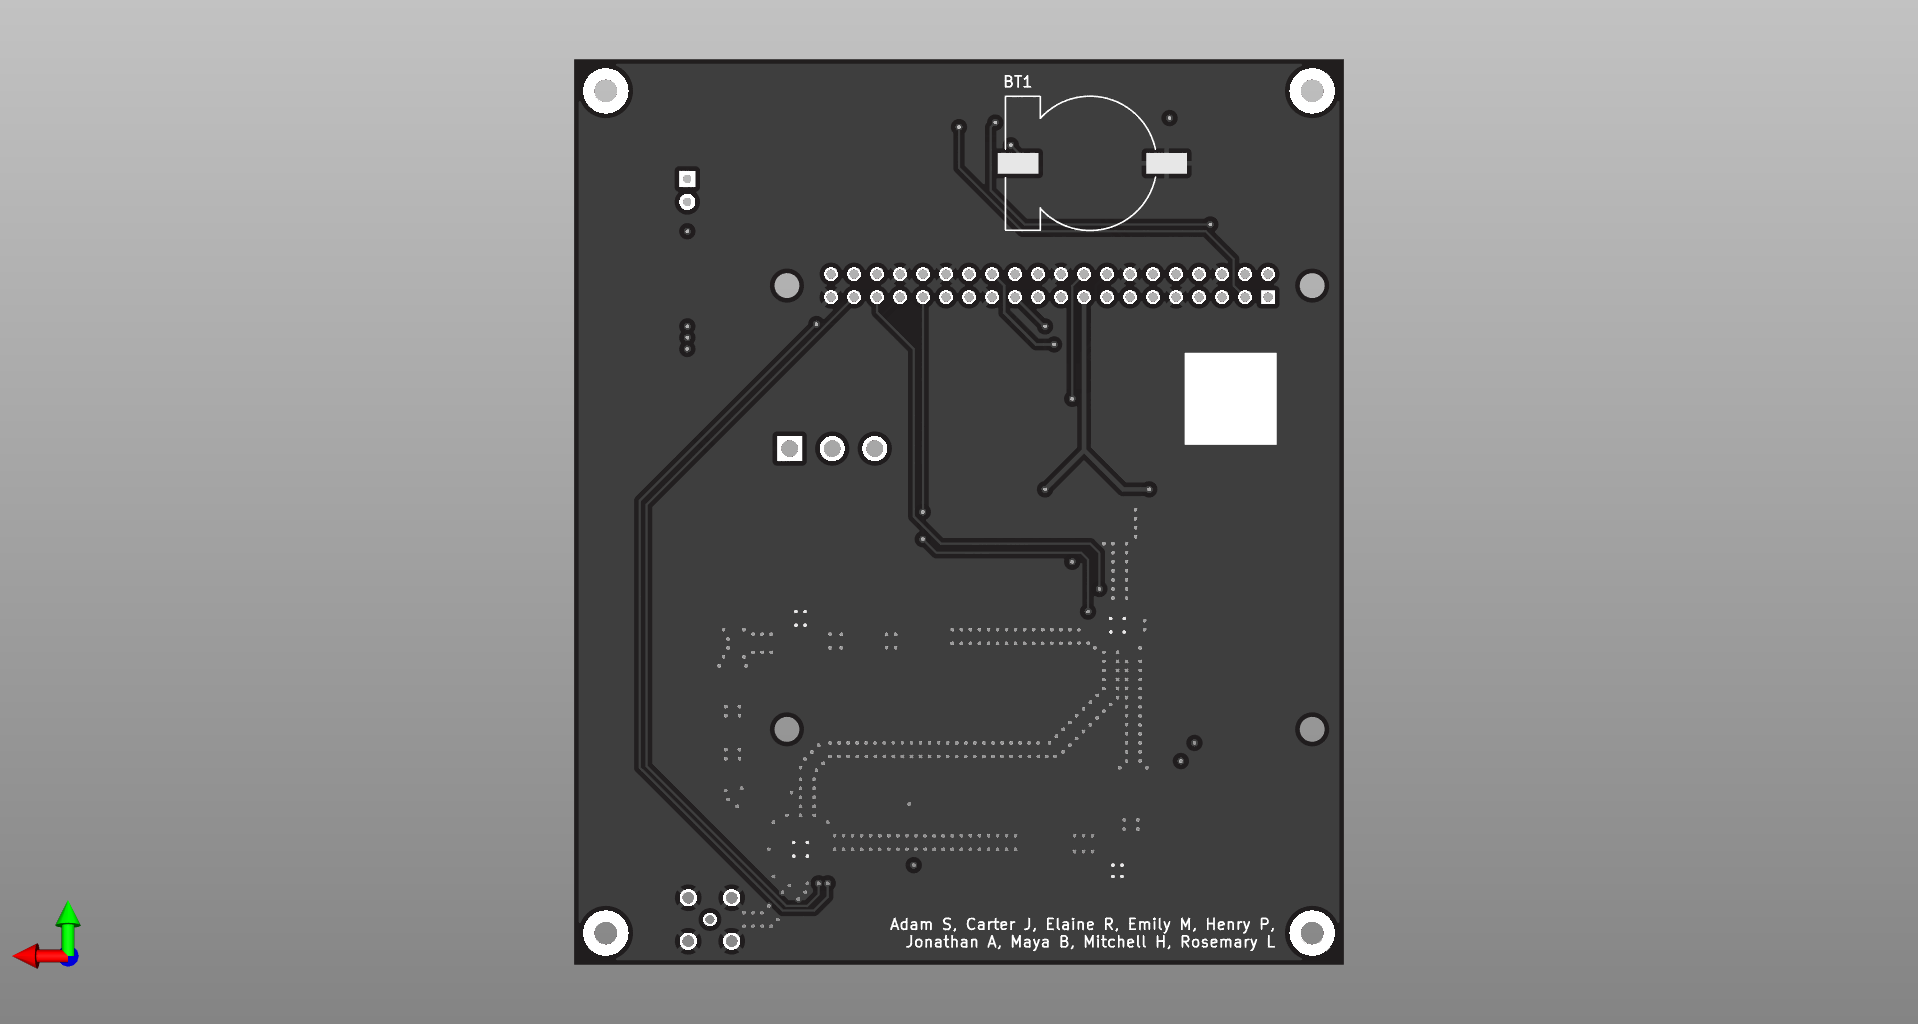 BT1
Adam S, Carter J, Elaine R, Emily M, Henry P,
Jonathan A, Maya B, Mitchell H, Rosemary L